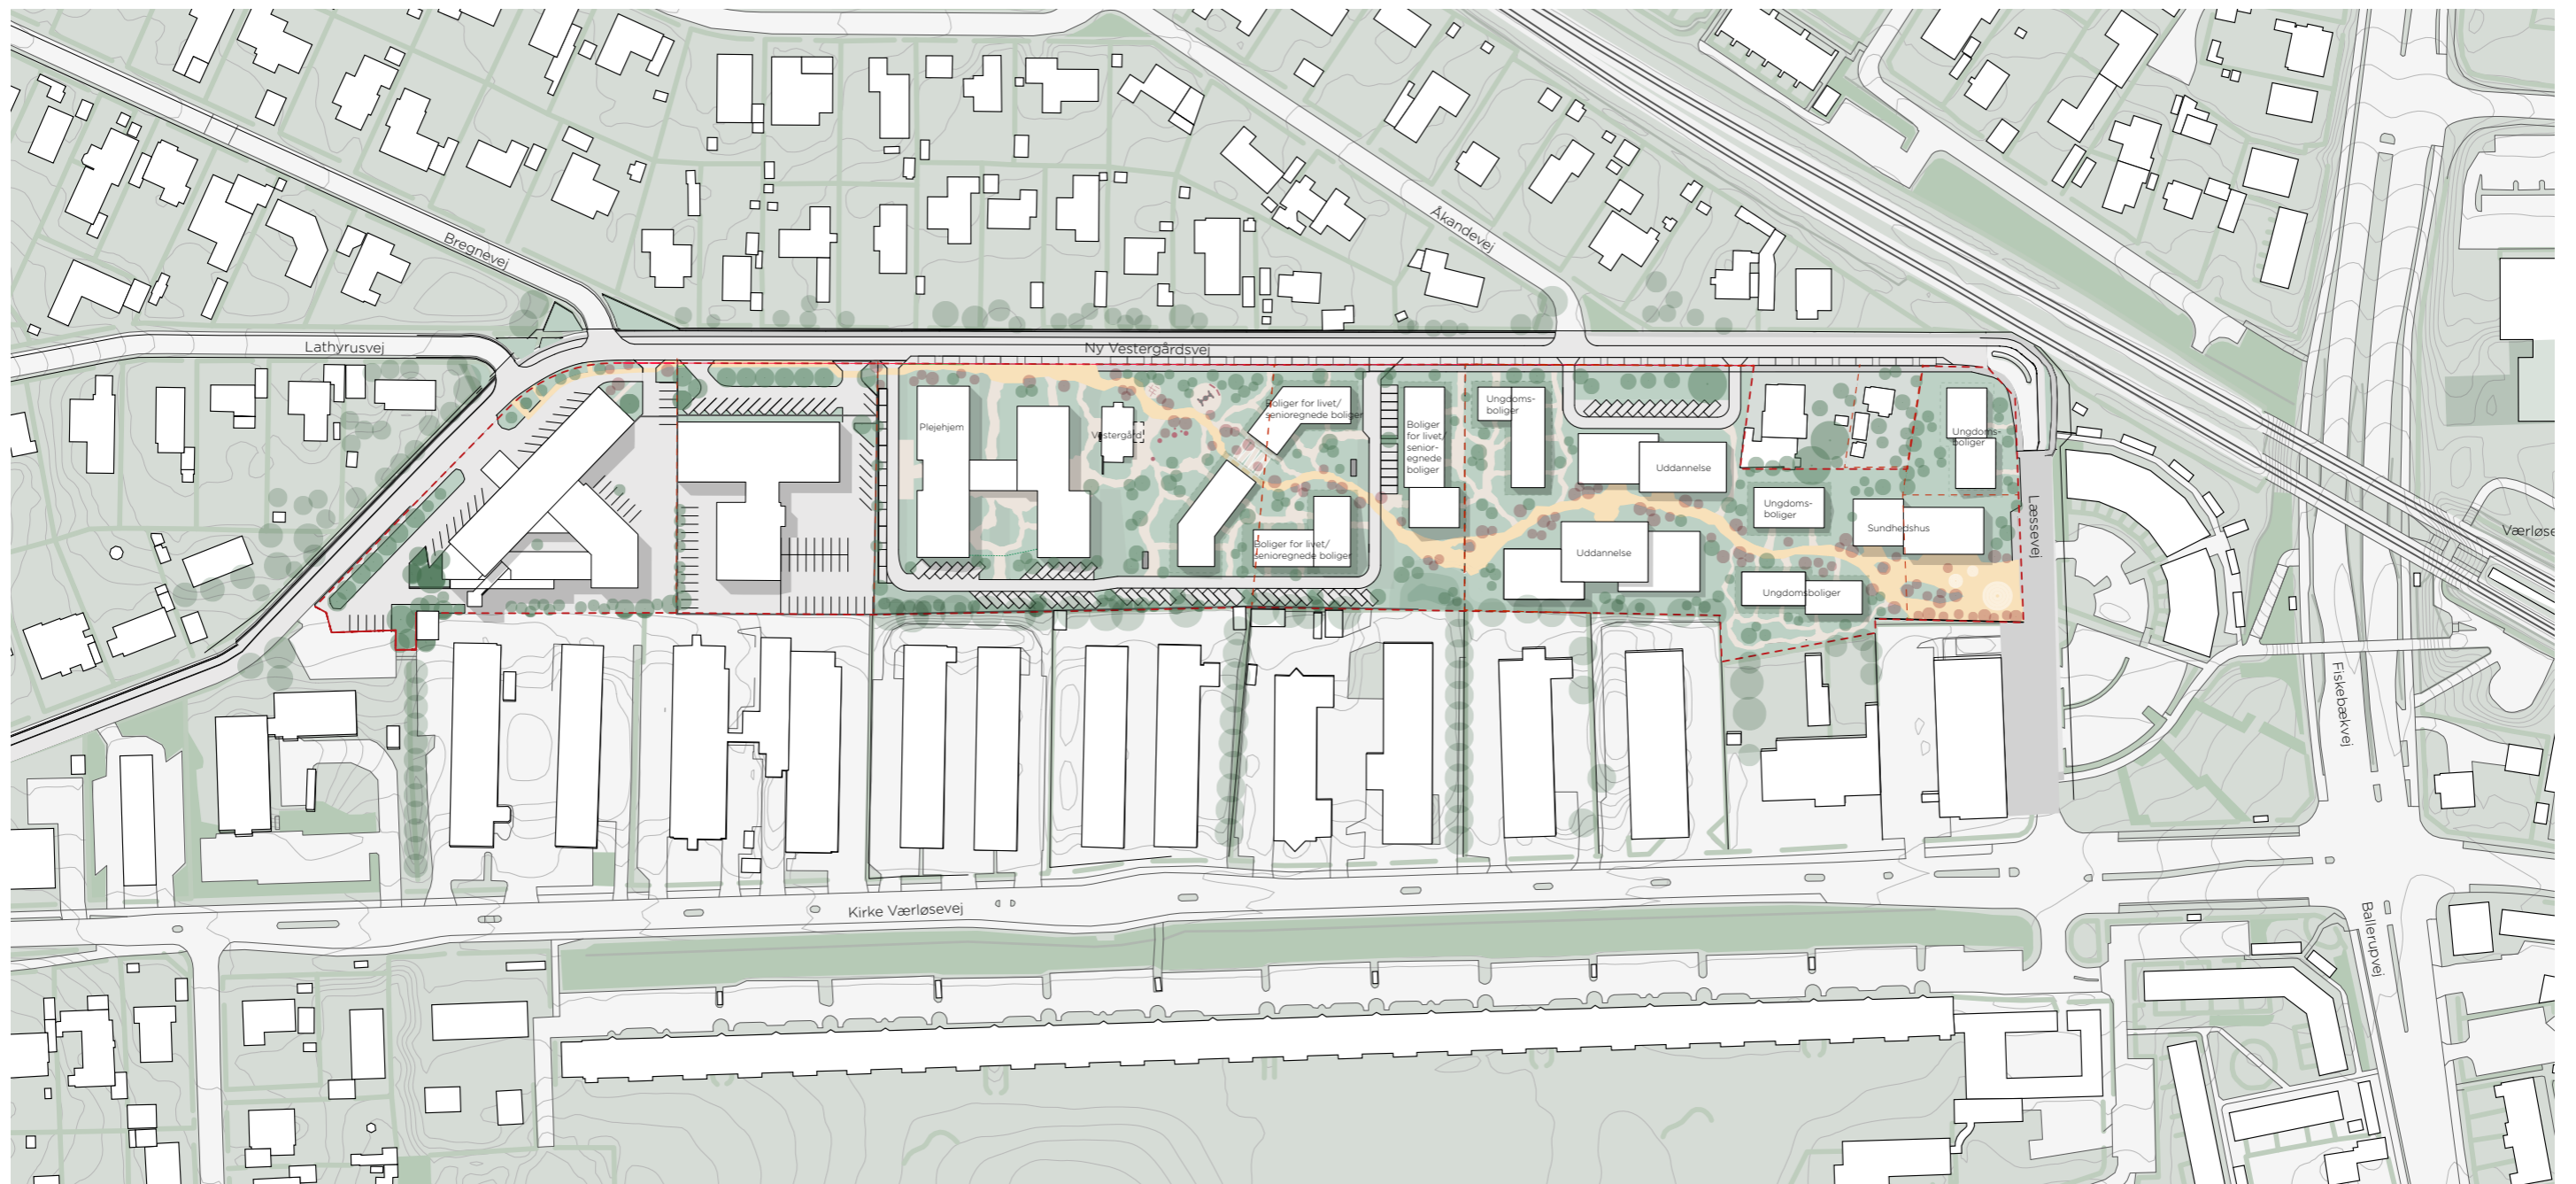 Åkandevej
Bregnevej
Lathyrusvej
Ny Vestergårdsvej
Plejehjem
Vestergård
Boliger for livet/
senioregnede boliger
Boliger
for livet/
senior-
egnede
boliger
Ungdoms-
boliger
Uddannelse
Ungdoms-
boliger
Ungdoms-
boliger
Sundhedshus
Boliger for livet/
senioregnede boliger
Uddannelse
Ungdomsboliger
Læssevej
Værløse
Fiskebækvej
Kirke Værløsevej
Ballerupvej